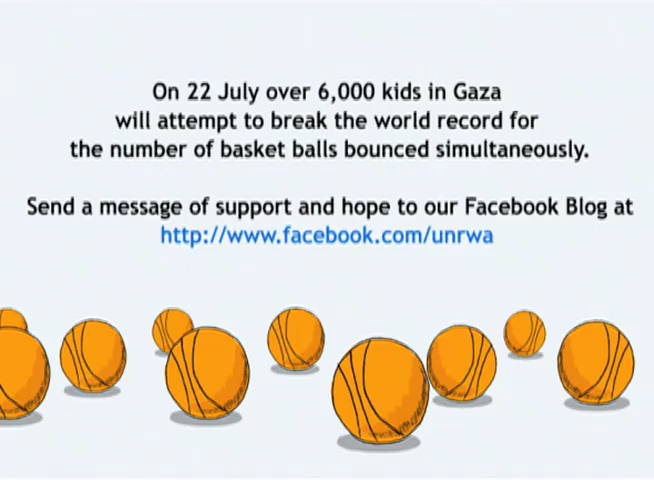 On 22 July over 6,000 kids in Gaza
will attempt to break the world record for
the number of basket balls bounced simultaneously.
Send a message of support and hope to our Facebook Blog at
http://www.facebook.com/unrwa